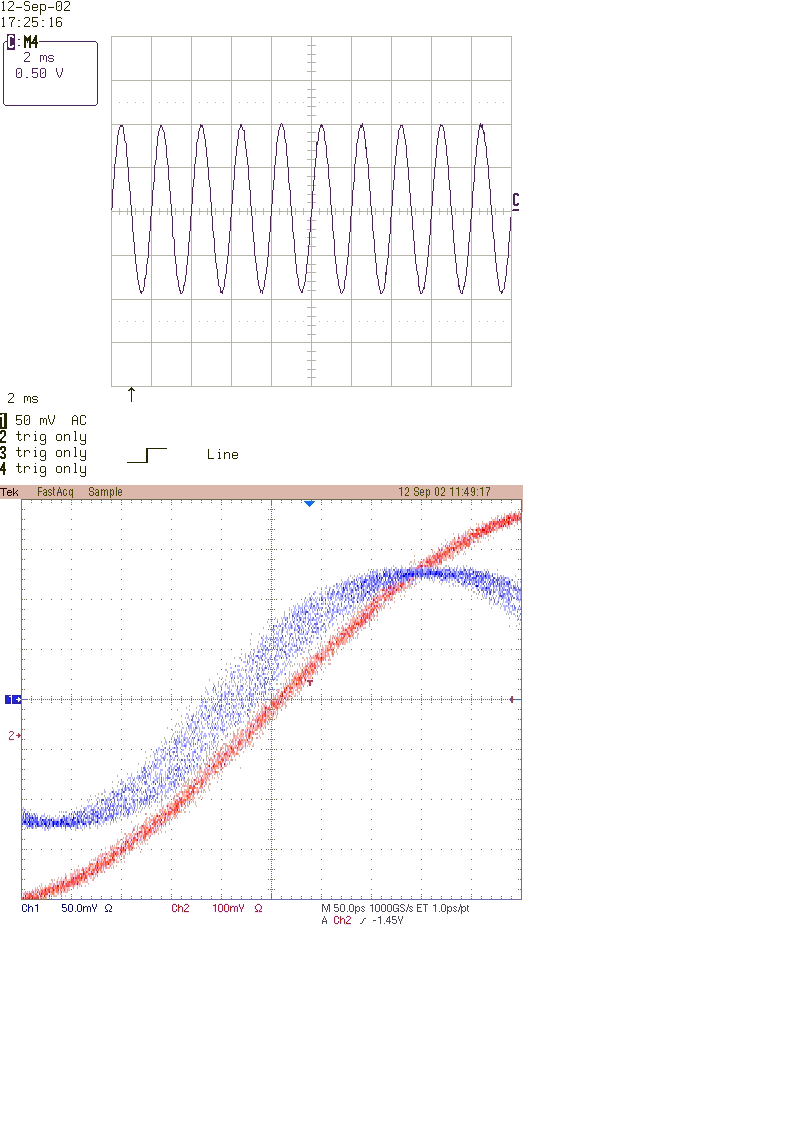 12-Sep-02
17:25:16
C:M4
2 ms
0.50 V
C
2 ms
1 50 mV AC
2 trig only
3 trig only
4 trig only
Line
Tek FastAcq Sample 12 Sep 02 11:49:17
T
1
2
Ch1 50.0mV Ω Ch2 100mV Ω M 50.0ps 1000GS/s ET 1.0ps/pt
A Ch2 ∕ -1.45V